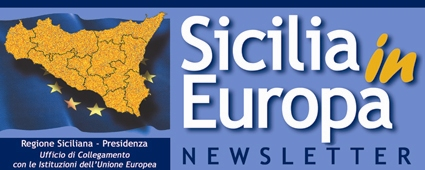 Sicilia in
Europa
NEWSLETTER
Regione Siciliana - Presidenza
Ufficio di Collegamento
con le Istituzioni dell'Unione Europea